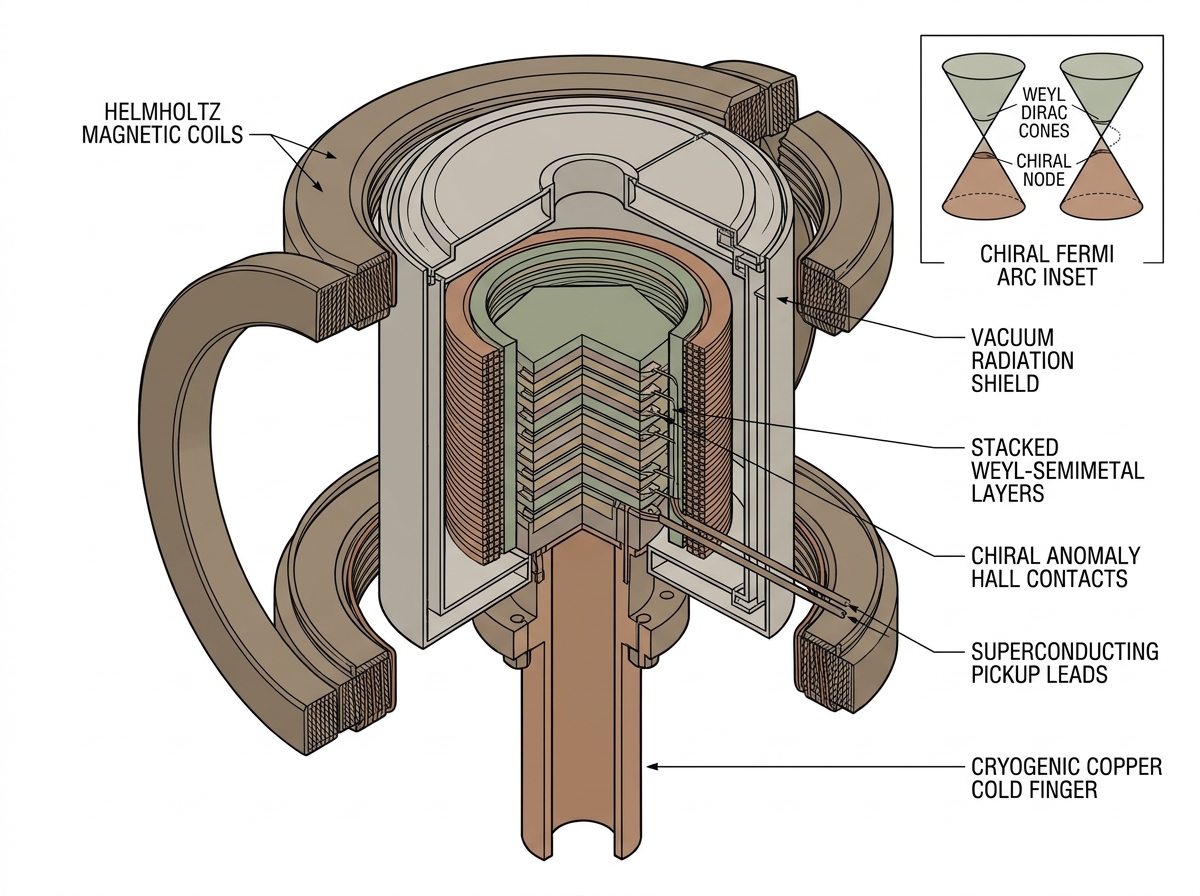 HELMHOLTZ
MAGNETIC COILS
WEYL
DIRAC
CONES
CHIRAL
NODE
CHIRAL FERMI
ARC INSET
VACUUM
RADIATION
SHIELD
STACKED
WEYL-SEMIMETAL
LAYERS
CHIRAL ANOMALY
HALL CONTACTS
SUPERCONDUCTING
PICKUP LEADS
CRYOGENIC COPPER
COLD FINGER